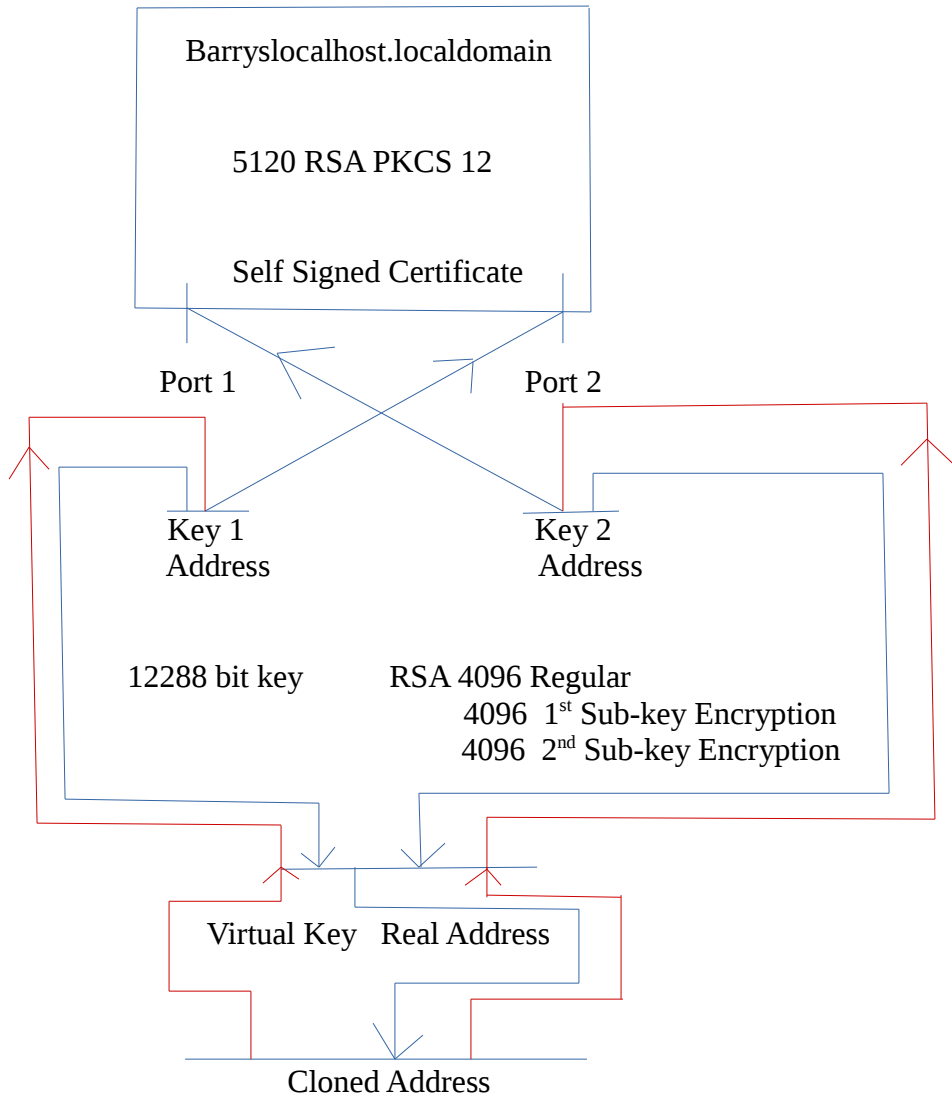 Barryslocalhost.localdomain
5120 RSA PKCS 12
Self Signed Certificate
Port 1
Port 2
Key 1
Address
Key 2
Address
12288 bit key
RSA 4096 Regular
4096 1st Sub-key Encryption
4096 2nd Sub-key Encryption
Virtual Key
Real Address
Cloned Address